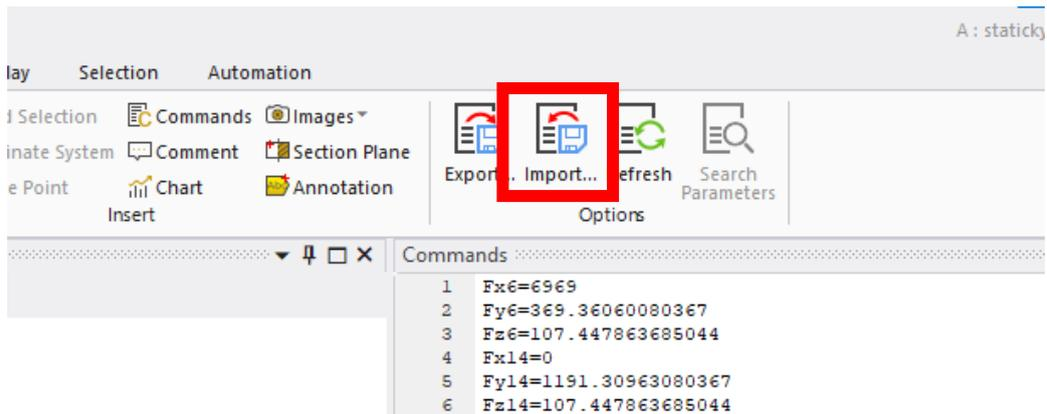 A : staticky
lay Selection Automation
d Selection Commands Images
inate System Comment Section Plane
e Point Chart Annotation
Insert
Export... Import... Refresh Search Parameters
Options
Commands
1 Fx6=6969
2 Fy6=369.36060080367
3 Fz6=107.447863685044
4 Fx14=0
5 Fy14=1191.30963080367
6 Fz14=107.447863685044